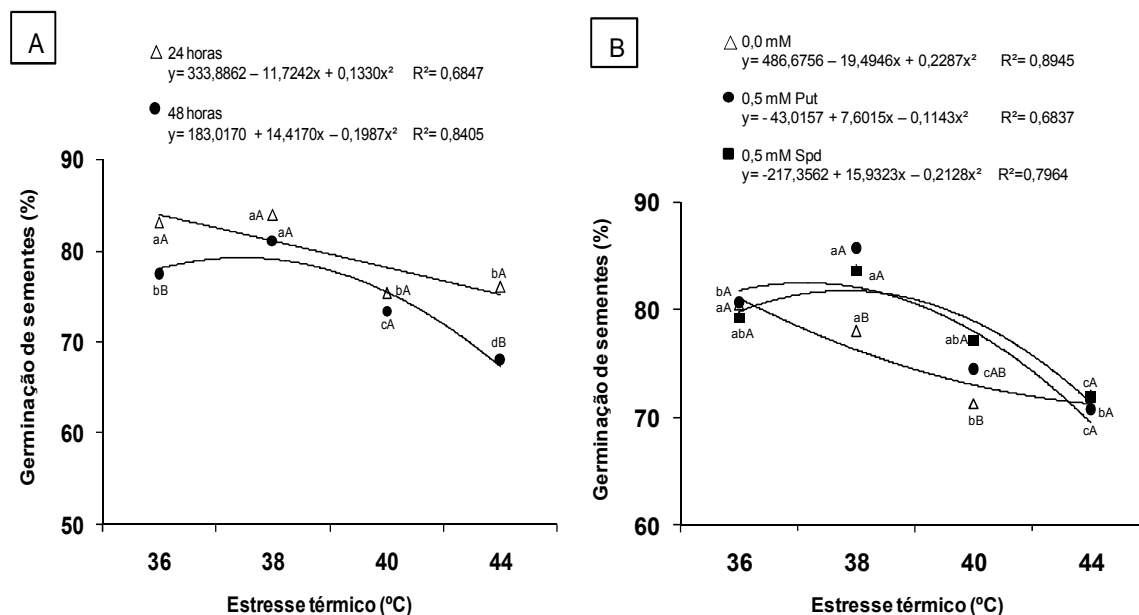 A
24 horas
y= 333,8862 – 11,7242x + 0,1330x² R²= 0,6847
48 horas
y= 183,0170 + 14,4170x – 0,1987x² R²= 0,8405
Germinação de sementes (%)
90
80
70
60
50
aA
aA
aA
bA
bB
bA
cA
dB
36 38 40 44
Estresse térmico (ºC)
B
0,0 mM
y= 486,6756 – 19,4946x + 0,2287x² R²= 0,8945
0,5 mM Put
y= - 43,0157 + 7,6015x – 0,1143x² R²= 0,6837
0,5 mM Spd
y= -217,3562 + 15,9323x – 0,2128x² R²=0,7964
Germinação de sementes (%)
90
80
70
60
50
aA
aA
bA
aA
abA
aB
abA
cAB
bB
cA
bA
cA
36 38 40 44
Estresse térmico (ºC)